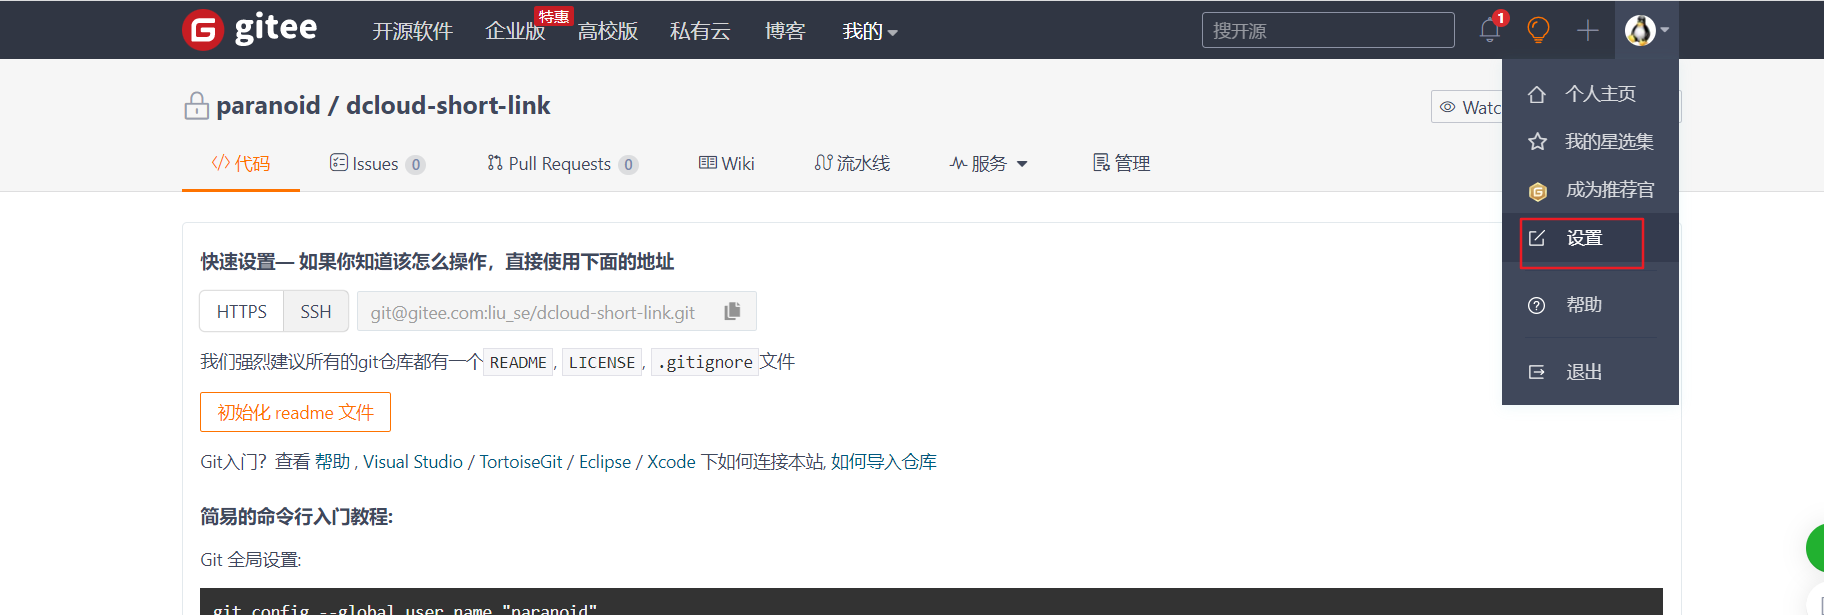 gitee 开源软件 企业版 特惠 高校版 私有云 博客 我的 搜开源 1
paranoid / dcloud-short-link
代码 Issues 0 Pull Requests 0 Wiki 流水线 服务 管理
个人主页
我的星选集
成为推荐官
设置
帮助
退出
快速设置— 如果你知道该怎么操作，直接使用下面的地址
HTTPS SSH git@gitee.com:liu_se/dcloud-short-link.git
我们强烈建议所有的git仓库都有一个 README , LICENSE , .gitignore 文件
初始化 readme 文件
Git入门？查看 帮助 , Visual Studio / TortoiseGit / Eclipse / Xcode 下如何连接本站, 如何导入仓库
简易的命令行入门教程:
Git 全局设置:
git config --global user.name "paranoid"